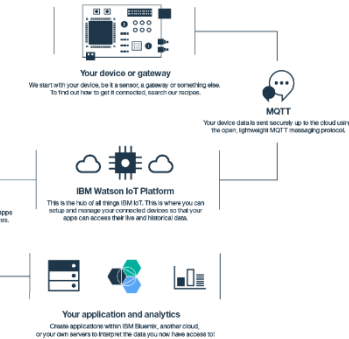 Your device or gateway
We start with your device, be it a sensor, a gateway or something else.
To find out how to get it connected, search our recipes.
MQTT
Your device data is sent securely up to the cloud using
the open, lightweight MQTT messaging protocol.
IBM Watson IoT Platform
This is the hub of all things IBM IoT. This is where you can
setup and manage your connected devices so that your
apps can access their live and historical data.
apps
Your application and analytics
Create applications within IBM Bluemix, another cloud,
or your own servers to interpret the data you now have access to!